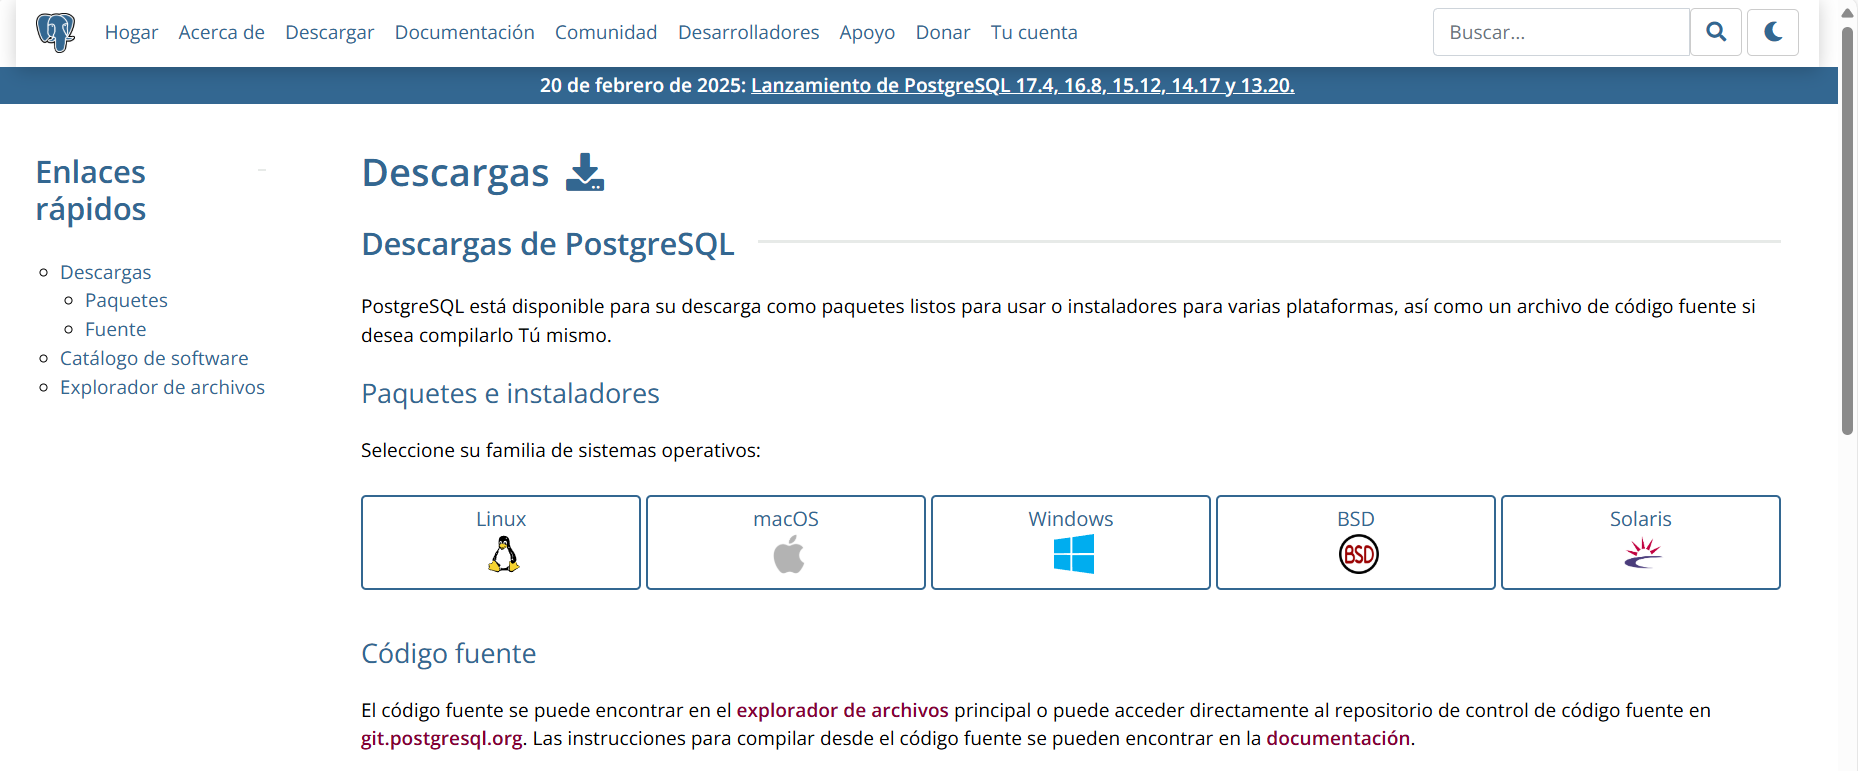 Hogar Acerca de Descargar Documentación Comunidad Desarrolladores Apoyo Donar Tu cuenta Buscar...
20 de febrero de 2025: Lanzamiento de PostgreSQL 17.4, 16.8, 15.12, 14.17 y 13.20.
Enlaces
rápidos
Descargas
Paquetes
Fuente
Catálogo de software
Explorador de archivos
Descargas
Descargas de PostgreSQL
PostgreSQL está disponible para su descarga como paquetes listos para usar o instaladores para varias plataformas, así como un archivo de código fuente si
desea compilarlo Tú mismo.
Paquetes e instaladores
Seleccione su familia de sistemas operativos:
Linux macOS Windows BSD Solaris
BSD
Código fuente
El código fuente se puede encontrar en el explorador de archivos principal o puede acceder directamente al repositorio de control de código fuente en
git.postgresql.org. Las instrucciones para compilar desde el código fuente se pueden encontrar en la documentación.